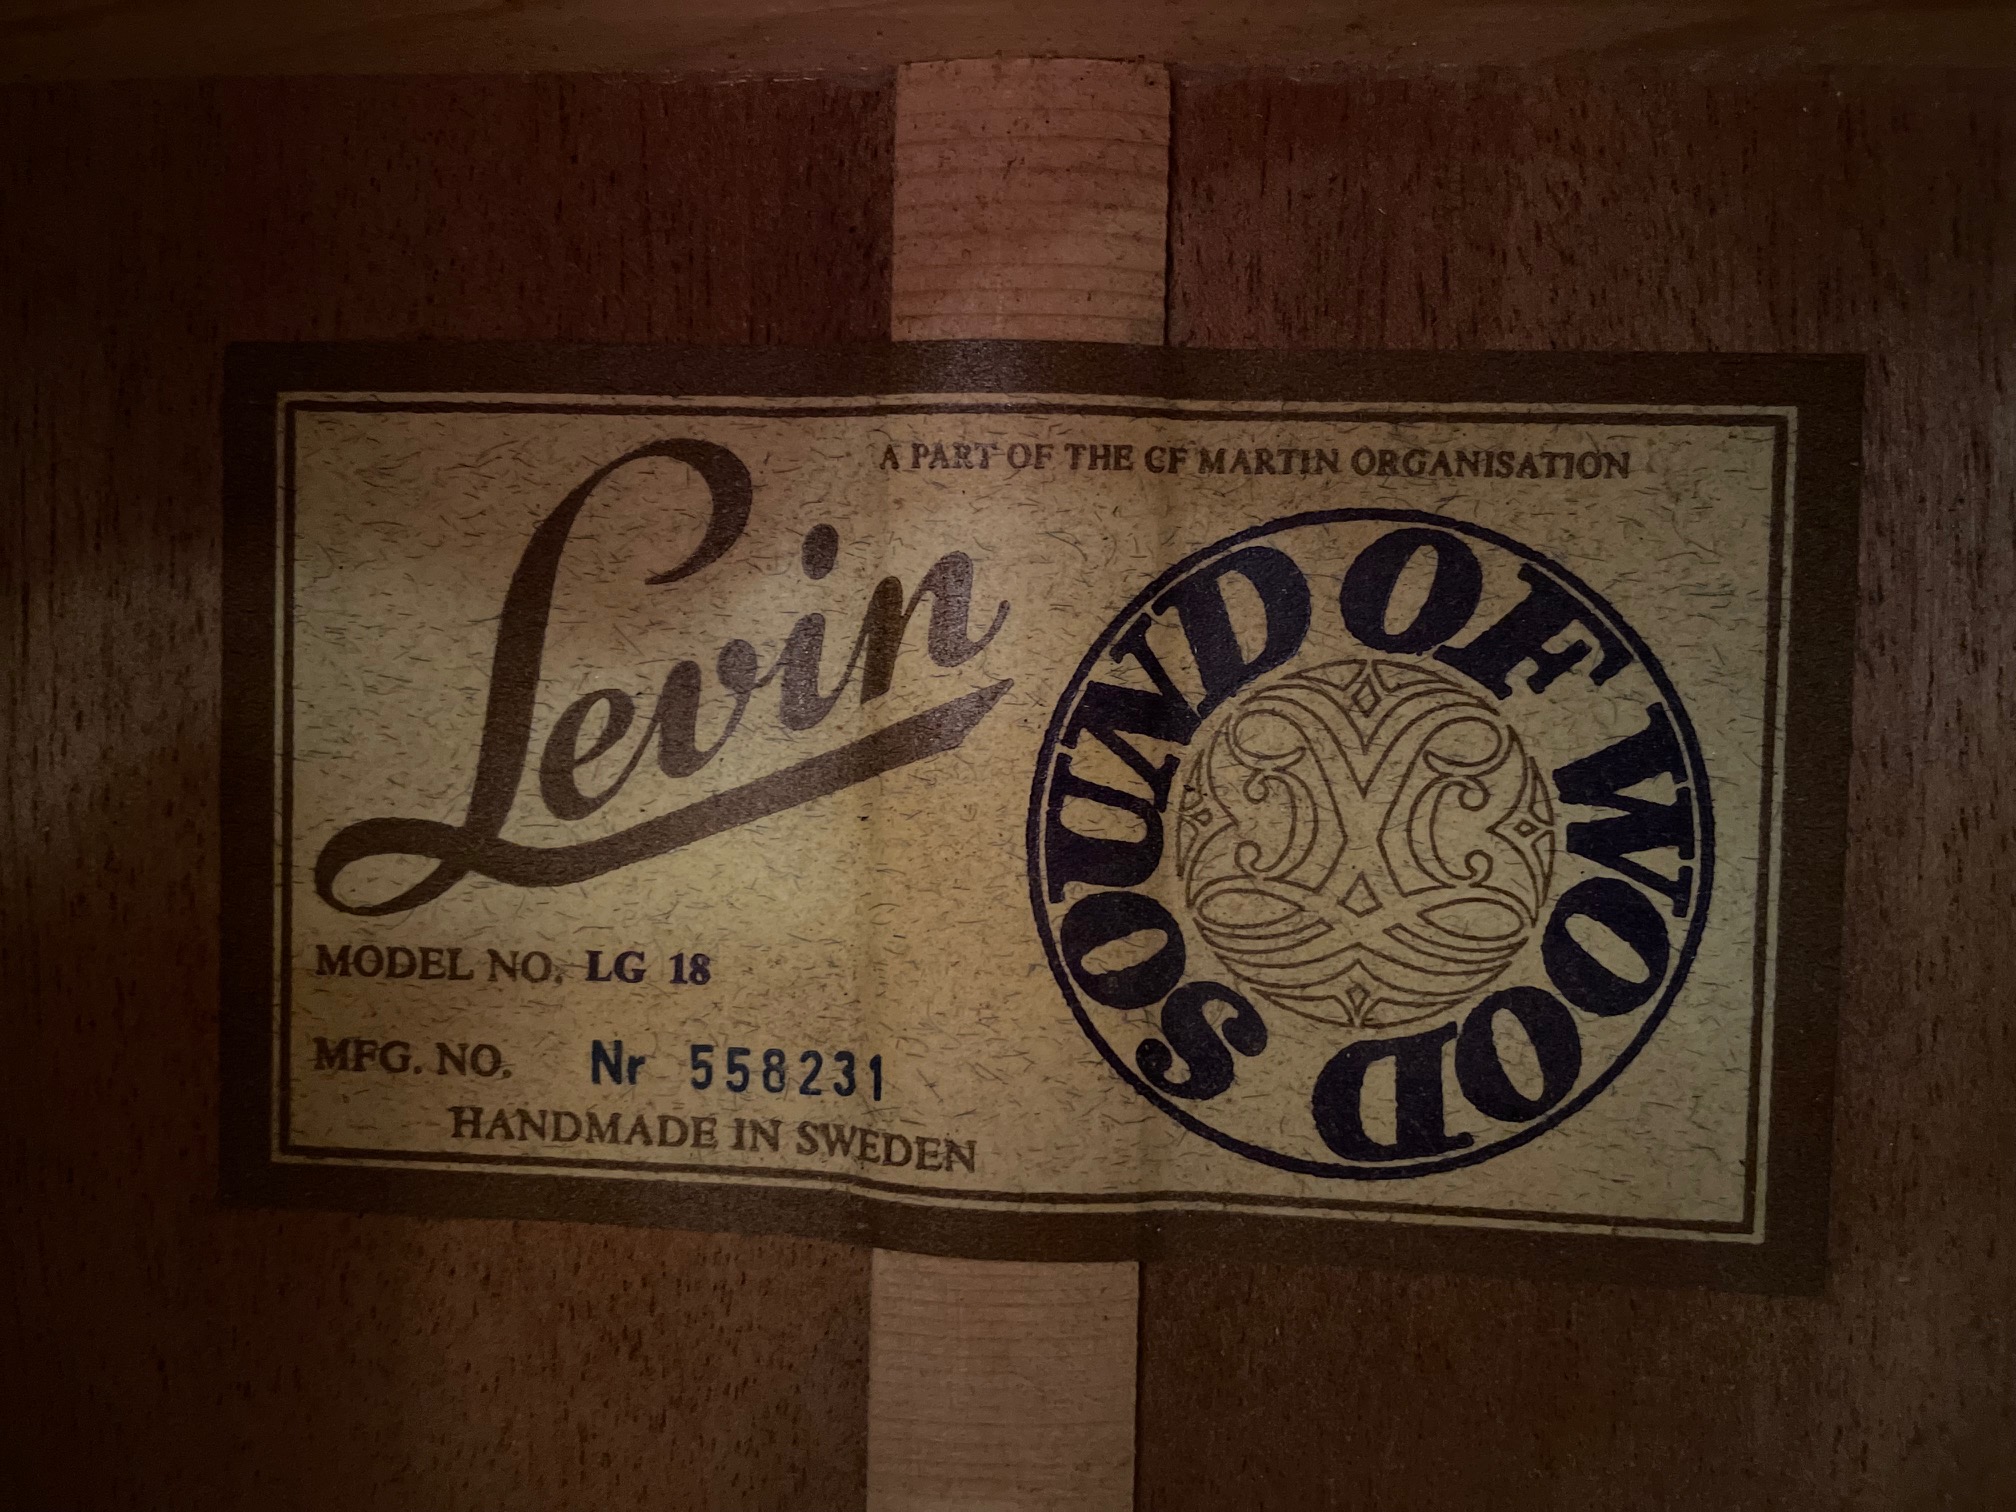 A PART OF THE CF MARTIN ORGANISATION
Levin
SOUND OF WOOD
MODEL NO. LG 18
MFG. NO. Nr 558231
HANDMADE IN SWEDEN